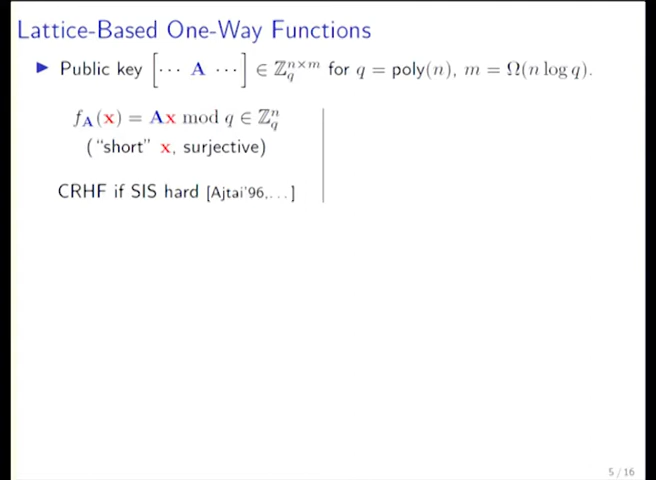 Lattice-Based One-Way Functions
▶ Public key [··· A ···] ∈ ℤ_q^{n×m} for q = poly(n), m = Ω(n log q).
f_A(x) = Ax mod q ∈ ℤ_q^n
("short" x, surjective)
CRHF if SIS hard [Ajtai'96,...]
5 / 16